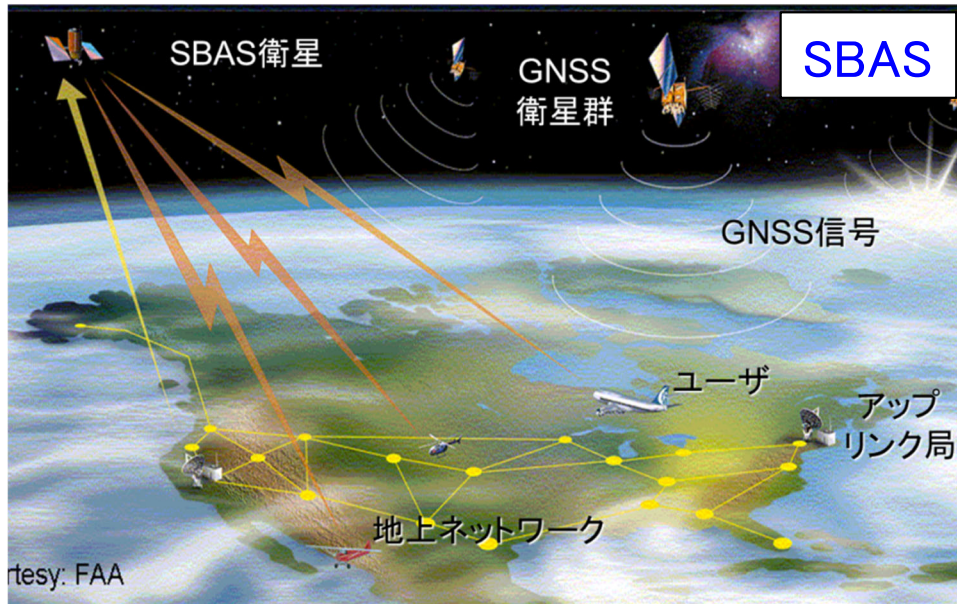 SBAS
SBAS衛星
GNSS
衛星群
GNSS信号
ユーザ
アップ
リンク局
地上ネットワーク
rtesy: FAA